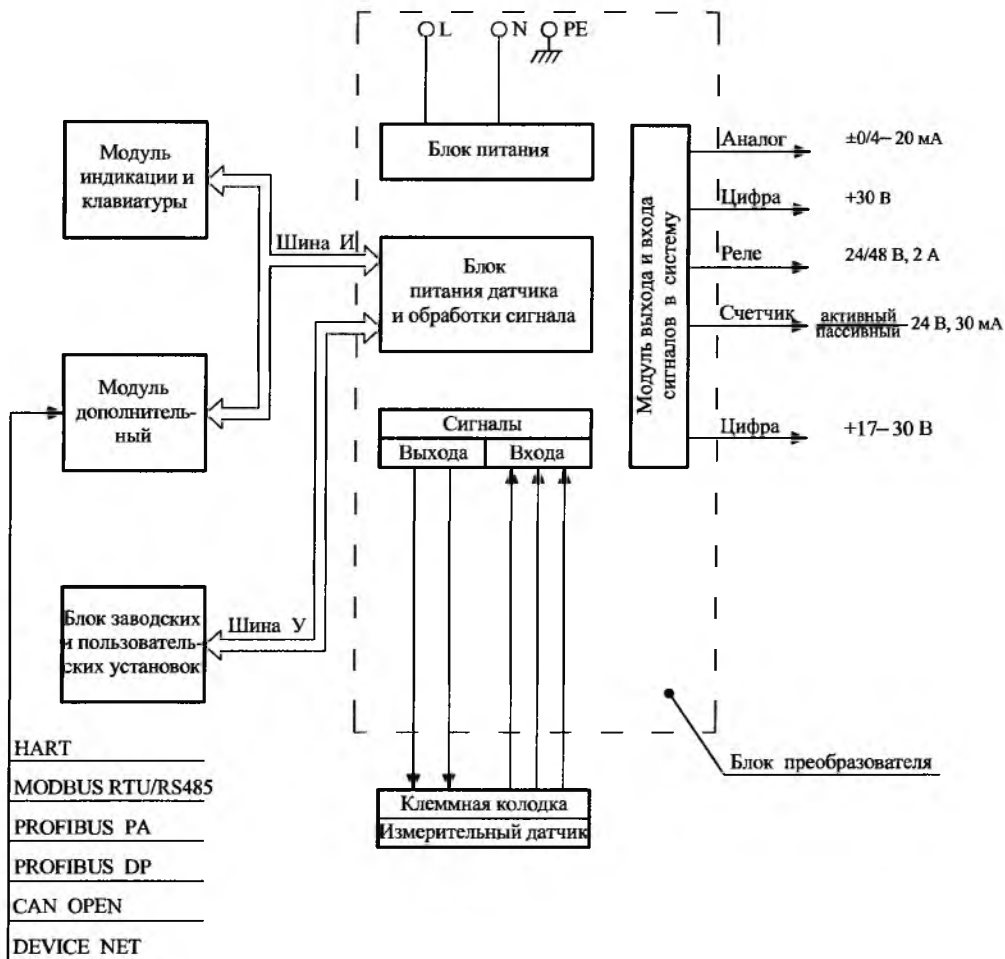 L N PE
Модуль
индикации и
клавиатуры
Блок питания
Модуль выхода и входа
сигналов в систему
Аналог ±0/4–20 мА
Цифра +30 В
Шина И
Реле 24/48 В, 2 А
Блок
питания датчика
и обработки сигнала
Счетчик активный
пассивный 24 В, 30 мА
Модуль
дополнитель-
ный
Сигналы
Выхода Входа
Цифра +17–30 В
Блок заводских
и пользователь-
ских установок
Шина У
HART
MODBUS RTU/RS485
PROFIBUS PA
PROFIBUS DP
CAN OPEN
DEVICE NET
Блок преобразователя
Клеммная колодка
Измерительный датчик